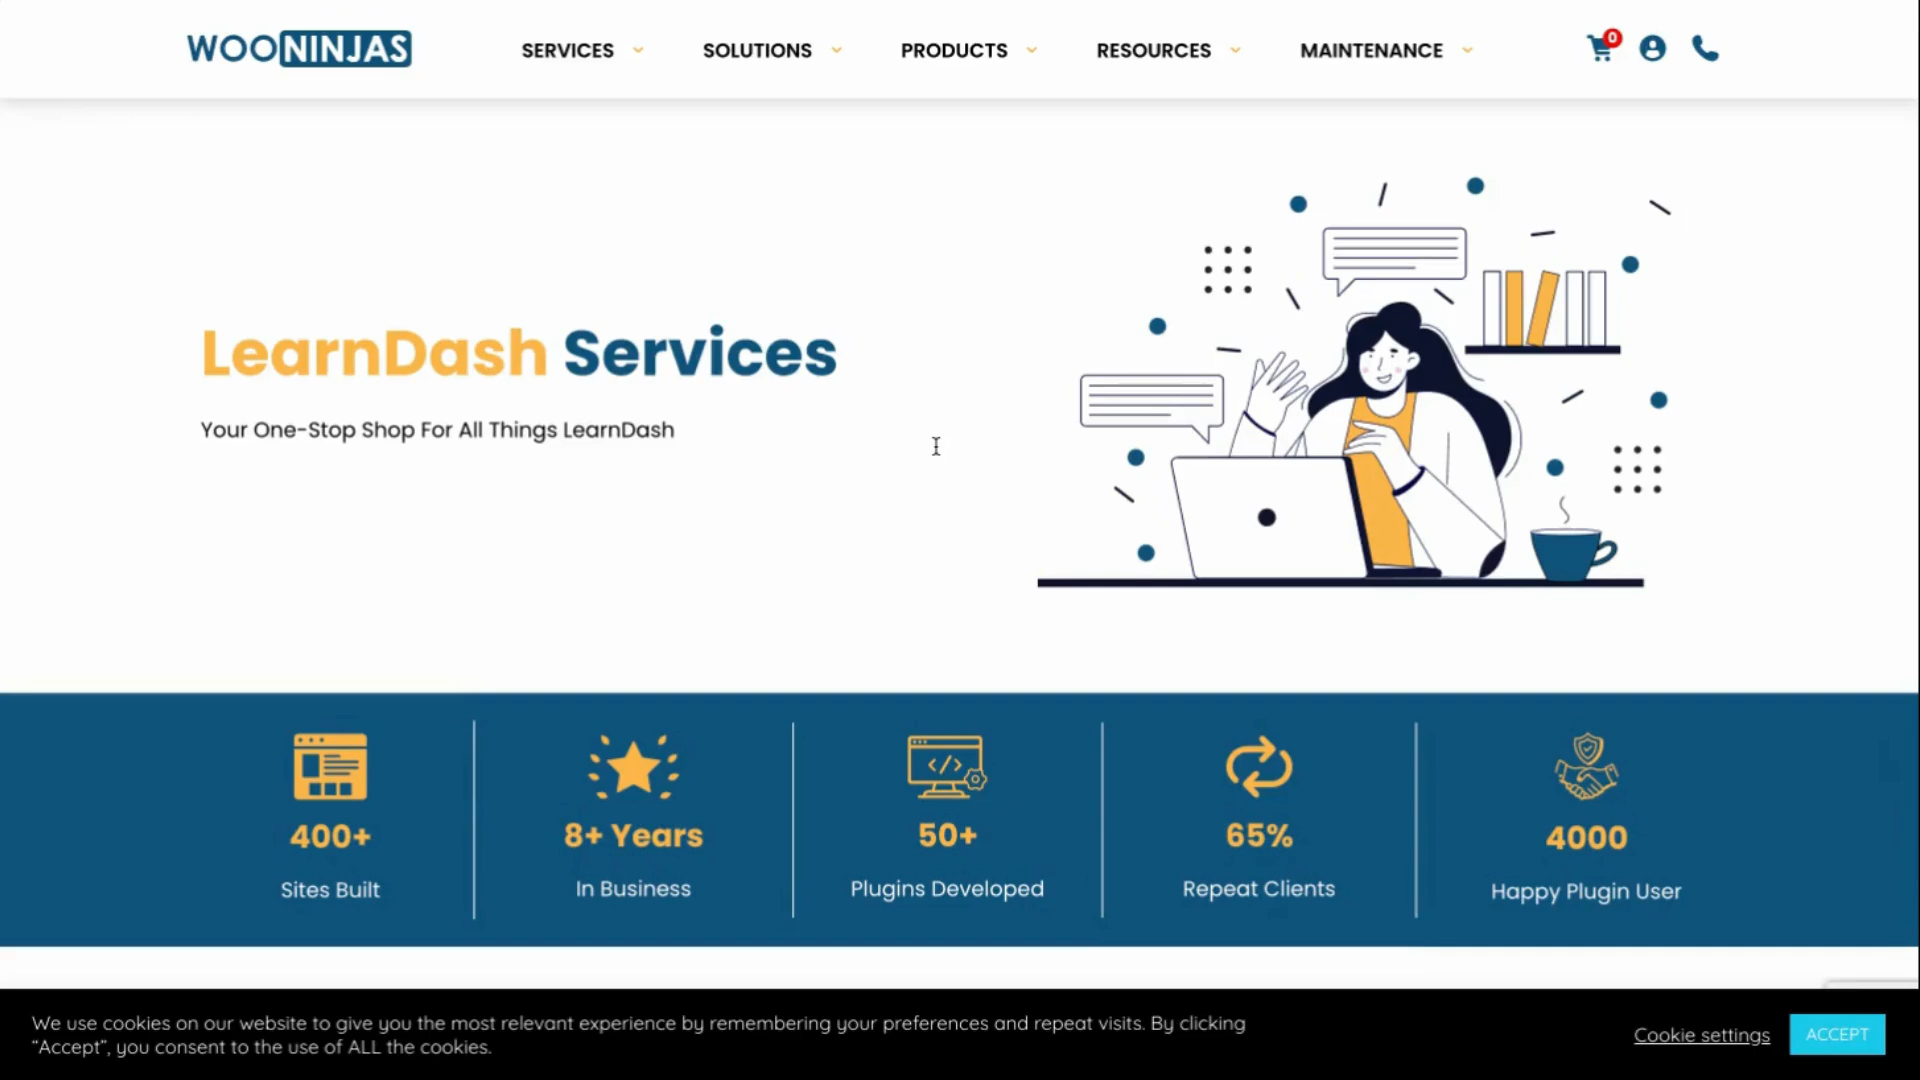 WOONINJAS
SERVICES
SOLUTIONS
PRODUCTS
RESOURCES
MAINTENANCE
0
LearnDash Services
Your One-Stop Shop For All Things LearnDash
400+
Sites Built
8+ Years
In Business
50+
Plugins Developed
65%
Repeat Clients
4000
Happy Plugin User
We use cookies on our website to give you the most relevant experience by remembering your preferences and repeat visits. By clicking
“Accept”, you consent to the use of ALL the cookies.
Cookie settings
ACCEPT